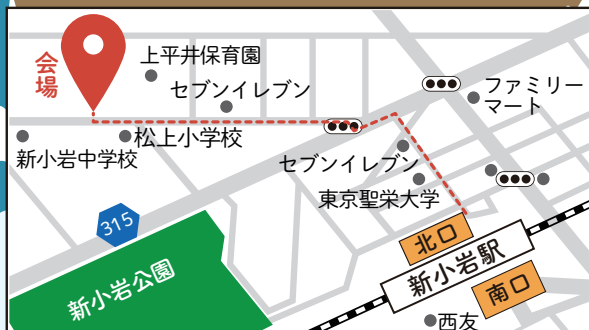 会場
上平井保育園
セブンイレブン
ファミリー
マート
松上小学校
新小岩中学校
セブンイレブン
東京聖栄大学
315
北口
新小岩駅
新小岩公園
南口
西友